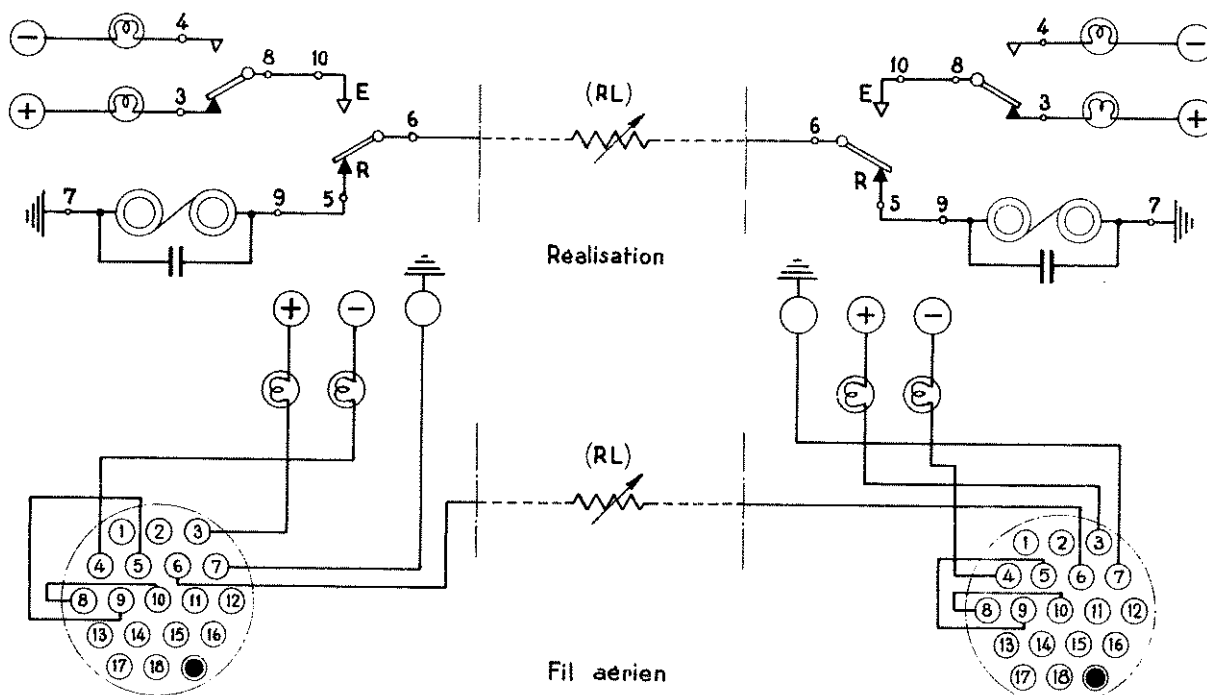 − 4 4 −
8 10 10 8
E (RL) E
+ 3 6 6 3 +
R R
7 9 5 5 9 7
Réalisation
+ − + −
(RL)
1 2 3 1 2 3
4 5 6 7 4 5 6 7
8 9 10 11 12 8 9 10 11 12
13 14 15 16 13 14 15 16
17 18 17 18
Fil aérien